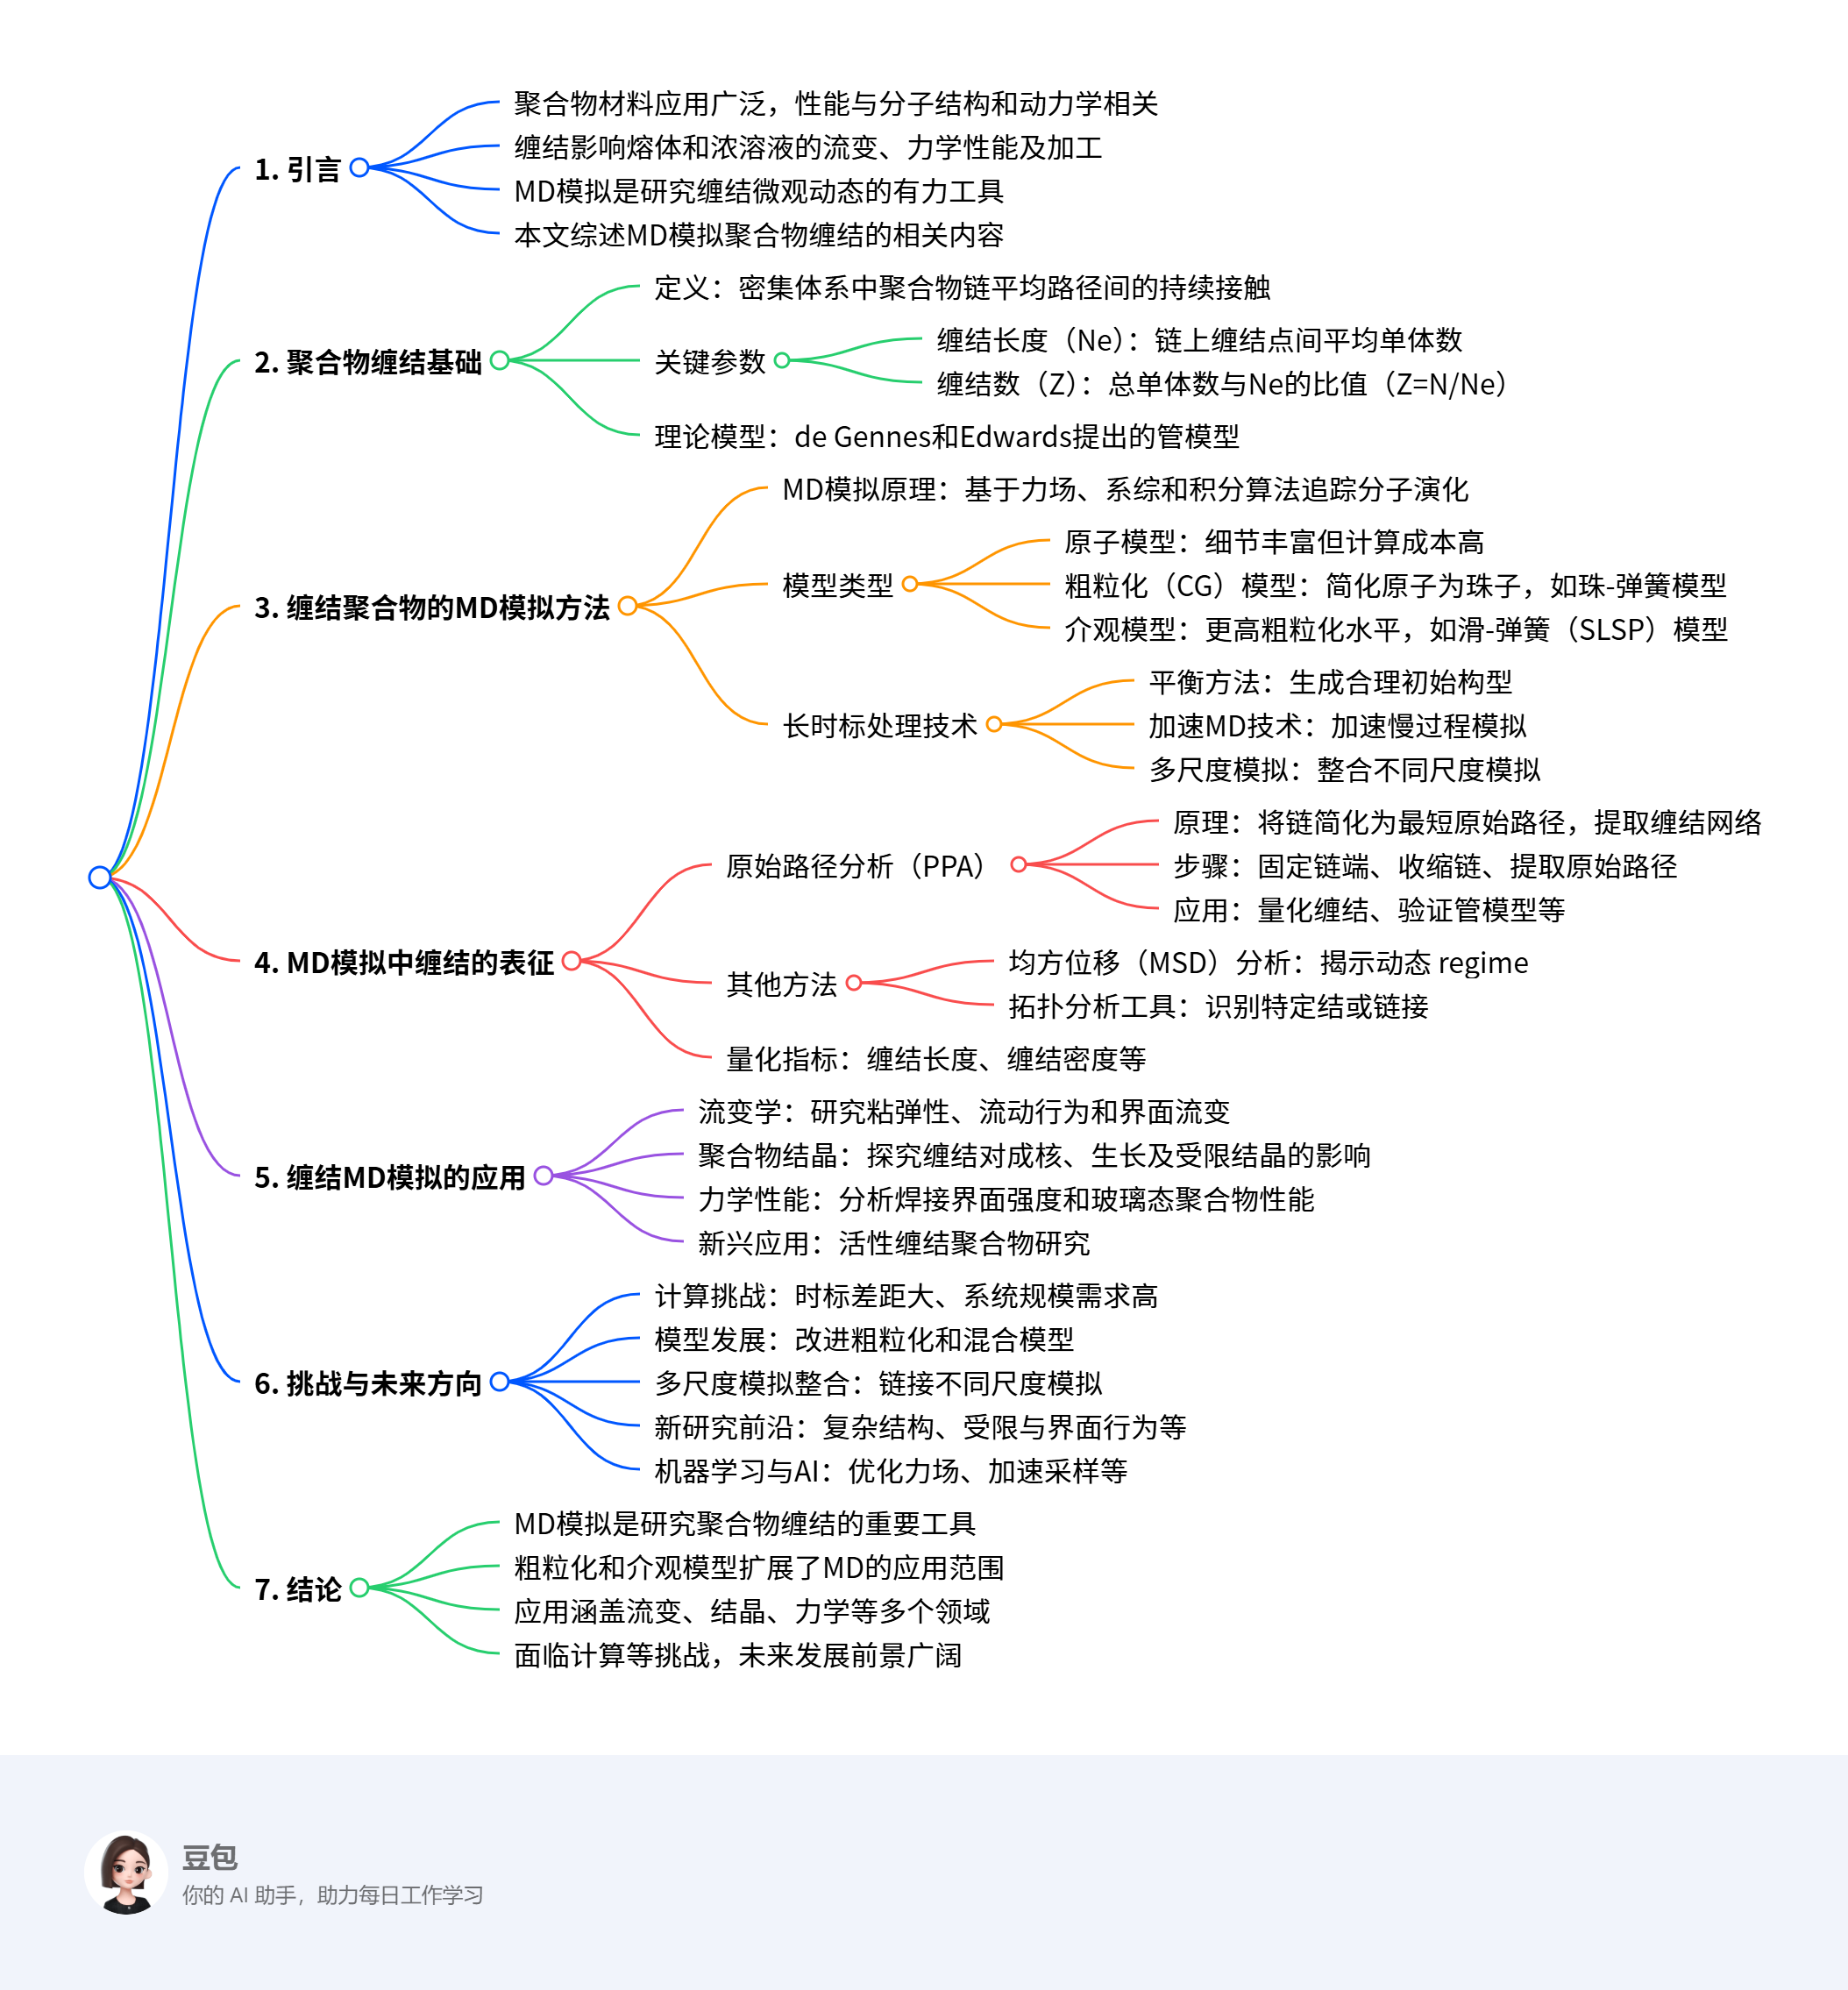 1. 引言
聚合物材料应用广泛，性能与分子结构和动力学相关
缠结影响熔体和浓溶液的流变、力学性能及加工
MD模拟是研究缠结微观动态的有力工具
本文综述MD模拟聚合物缠结的相关内容
2. 聚合物缠结基础
定义：密集体系中聚合物链平均路径间的持续接触
关键参数
缠结长度（Ne）：链上缠结点间平均单体数
缠结数（Z）：总单体数与Ne的比值（Z=N/Ne）
理论模型：de Gennes和Edwards提出的管模型
3. 缠结聚合物的MD模拟方法
MD模拟原理：基于力场、系综和积分算法追踪分子演化
模型类型
原子模型：细节丰富但计算成本高
粗粒化（CG）模型：简化原子为珠子，如珠-弹簧模型
介观模型：更高粗粒化水平，如滑-弹簧（SLSP）模型
长时标处理技术
平衡方法：生成合理初始构型
加速MD技术：加速慢过程模拟
多尺度模拟：整合不同尺度模拟
4. MD模拟中缠结的表征
原始路径分析（PPA）
原理：将链简化为最短原始路径，提取缠结网络
步骤：固定链端、收缩链、提取原始路径
应用：量化缠结、验证管模型等
其他方法
均方位移（MSD）分析：揭示动态 regime
拓扑分析工具：识别特定结或链接
量化指标：缠结长度、缠结密度等
5. 缠结MD模拟的应用
流变学：研究粘弹性、流动行为和界面流变
聚合物结晶：探究缠结对成核、生长及受限结晶的影响
力学性能：分析焊接界面强度和玻璃态聚合物性能
新兴应用：活性缠结聚合物研究
6. 挑战与未来方向
计算挑战：时标差距大、系统规模需求高
模型发展：改进粗粒化和混合模型
多尺度模拟整合：链接不同尺度模拟
新研究前沿：复杂结构、受限与界面行为等
机器学习与AI：优化力场、加速采样等
7. 结论
MD模拟是研究聚合物缠结的重要工具
粗粒化和介观模型扩展了MD的应用范围
应用涵盖流变、结晶、力学等多个领域
面临计算等挑战，未来发展前景广阔
豆包
你的 AI 助手，助力每日工作学习